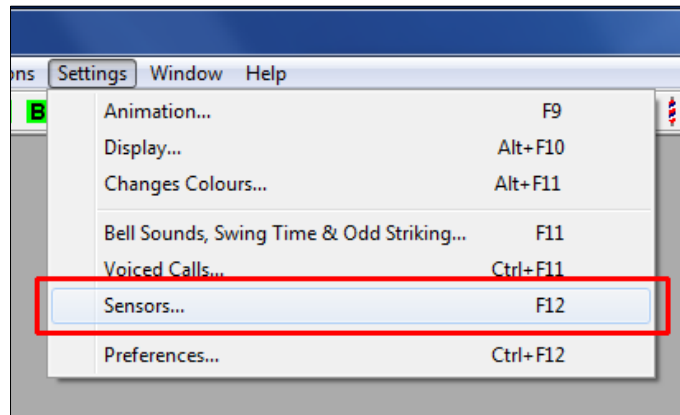 ons Settings Window Help
B
Animation... F9
Display... Alt+F10
Changes Colours... Alt+F11
Bell Sounds, Swing Time & Odd Striking... F11
Voiced Calls... Ctrl+F11
Sensors... F12
Preferences... Ctrl+F12